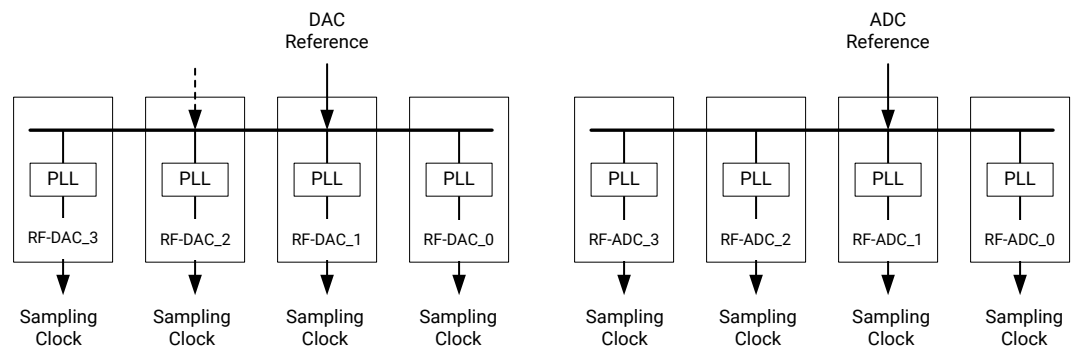 DAC
Reference
ADC
Reference
PLL
PLL
PLL
PLL
PLL
PLL
PLL
PLL
RF-DAC_3
RF-DAC_2
RF-DAC_1
RF-DAC_0
RF-ADC_3
RF-ADC_2
RF-ADC_1
RF-ADC_0
Sampling
Clock
Sampling
Clock
Sampling
Clock
Sampling
Clock
Sampling
Clock
Sampling
Clock
Sampling
Clock
Sampling
Clock